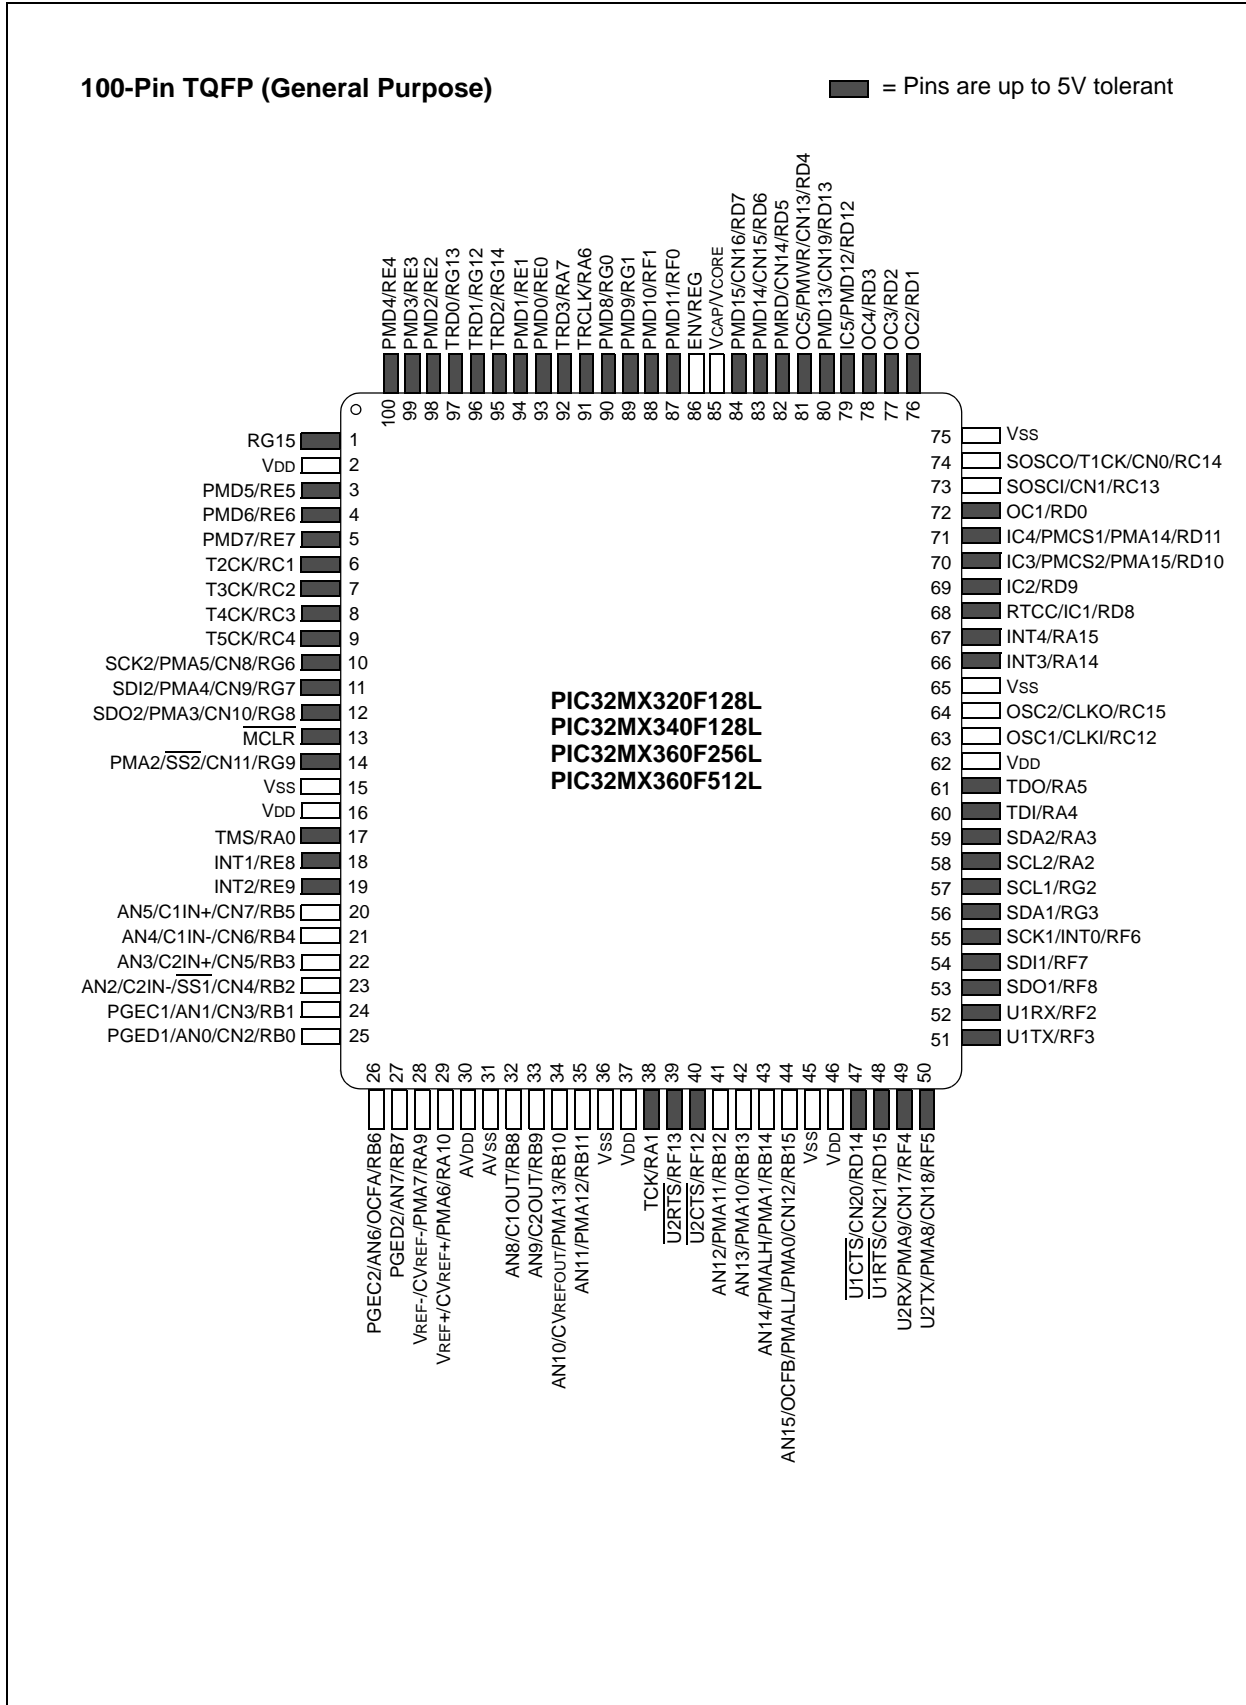 100-Pin TQFP (General Purpose)
= Pins are up to 5V tolerant
PMD4/RE4
PMD3/RE3
PMD2/RE2
TRD0/RG13
TRD1/RG12
TRD2/RG14
PMD1/RE1
PMD0/RE0
TRD3/RA7
TRCLK/RA6
PMD8/RG0
PMD9/RG1
PMD10/RF1
PMD11/RF0
ENVREG
VCAP/VCORE
PMD15/CN16/RD7
PMD14/CN15/RD6
PMRD/CN14/RD5
OC5/PMWR/CN13/RD4
PMD13/CN19/RD13
IC5/PMD12/RD12
OC4/RD3
OC3/RD2
OC2/RD1
100
99
98
97
96
95
94
93
92
91
90
89
88
87
86
85
84
83
82
81
80
79
78
77
76
RG15 1
VDD 2
PMD5/RE5 3
PMD6/RE6 4
PMD7/RE7 5
T2CK/RC1 6
T3CK/RC2 7
T4CK/RC3 8
T5CK/RC4 9
SCK2/PMA5/CN8/RG6 10
SDI2/PMA4/CN9/RG7 11
SDO2/PMA3/CN10/RG8 12
MCLR 13
PMA2/SS2/CN11/RG9 14
VSS 15
VDD 16
TMS/RA0 17
INT1/RE8 18
INT2/RE9 19
AN5/C1IN+/CN7/RB5 20
AN4/C1IN-/CN6/RB4 21
AN3/C2IN+/CN5/RB3 22
AN2/C2IN-/SS1/CN4/RB2 23
PGEC1/AN1/CN3/RB1 24
PGED1/AN0/CN2/RB0 25
PIC32MX320F128L
PIC32MX340F128L
PIC32MX360F256L
PIC32MX360F512L
75 VSS
74 SOSCO/T1CK/CN0/RC14
73 SOSCI/CN1/RC13
72 OC1/RD0
71 IC4/PMCS1/PMA14/RD11
70 IC3/PMCS2/PMA15/RD10
69 IC2/RD9
68 RTCC/IC1/RD8
67 INT4/RA15
66 INT3/RA14
65 VSS
64 OSC2/CLKO/RC15
63 OSC1/CLKI/RC12
62 VDD
61 TDO/RA5
60 TDI/RA4
59 SDA2/RA3
58 SCL2/RA2
57 SCL1/RG2
56 SDA1/RG3
55 SCK1/INT0/RF6
54 SDI1/RF7
53 SDO1/RF8
52 U1RX/RF2
51 U1TX/RF3
26
27
28
29
30
31
32
33
34
35
36
37
38
39
40
41
42
43
44
45
46
47
48
49
50
PGEC2/AN6/OCFA/RB6
PGED2/AN7/RB7
VREF-/CVREF-/PMA7/RA9
VREF+/CVREF+/PMA6/RA10
AVDD
AVSS
AN8/C1OUT/RB8
AN9/C2OUT/RB9
AN10/CVREFOUT/PMA13/RB10
AN11/PMA12/RB11
VSS
VDD
TCK/RA1
U2RTS/RF13
U2CTS/RF12
AN12/PMA11/RB12
AN13/PMA10/RB13
AN14/PMALH/PMA1/RB14
AN15/OCFB/PMALL/PMA0/CN12/RB15
VSS
VDD
U1CTS/CN20/RD14
U1RTS/CN21/RD15
U2RX/PMA9/CN17/RF4
U2TX/PMA8/CN18/RF5